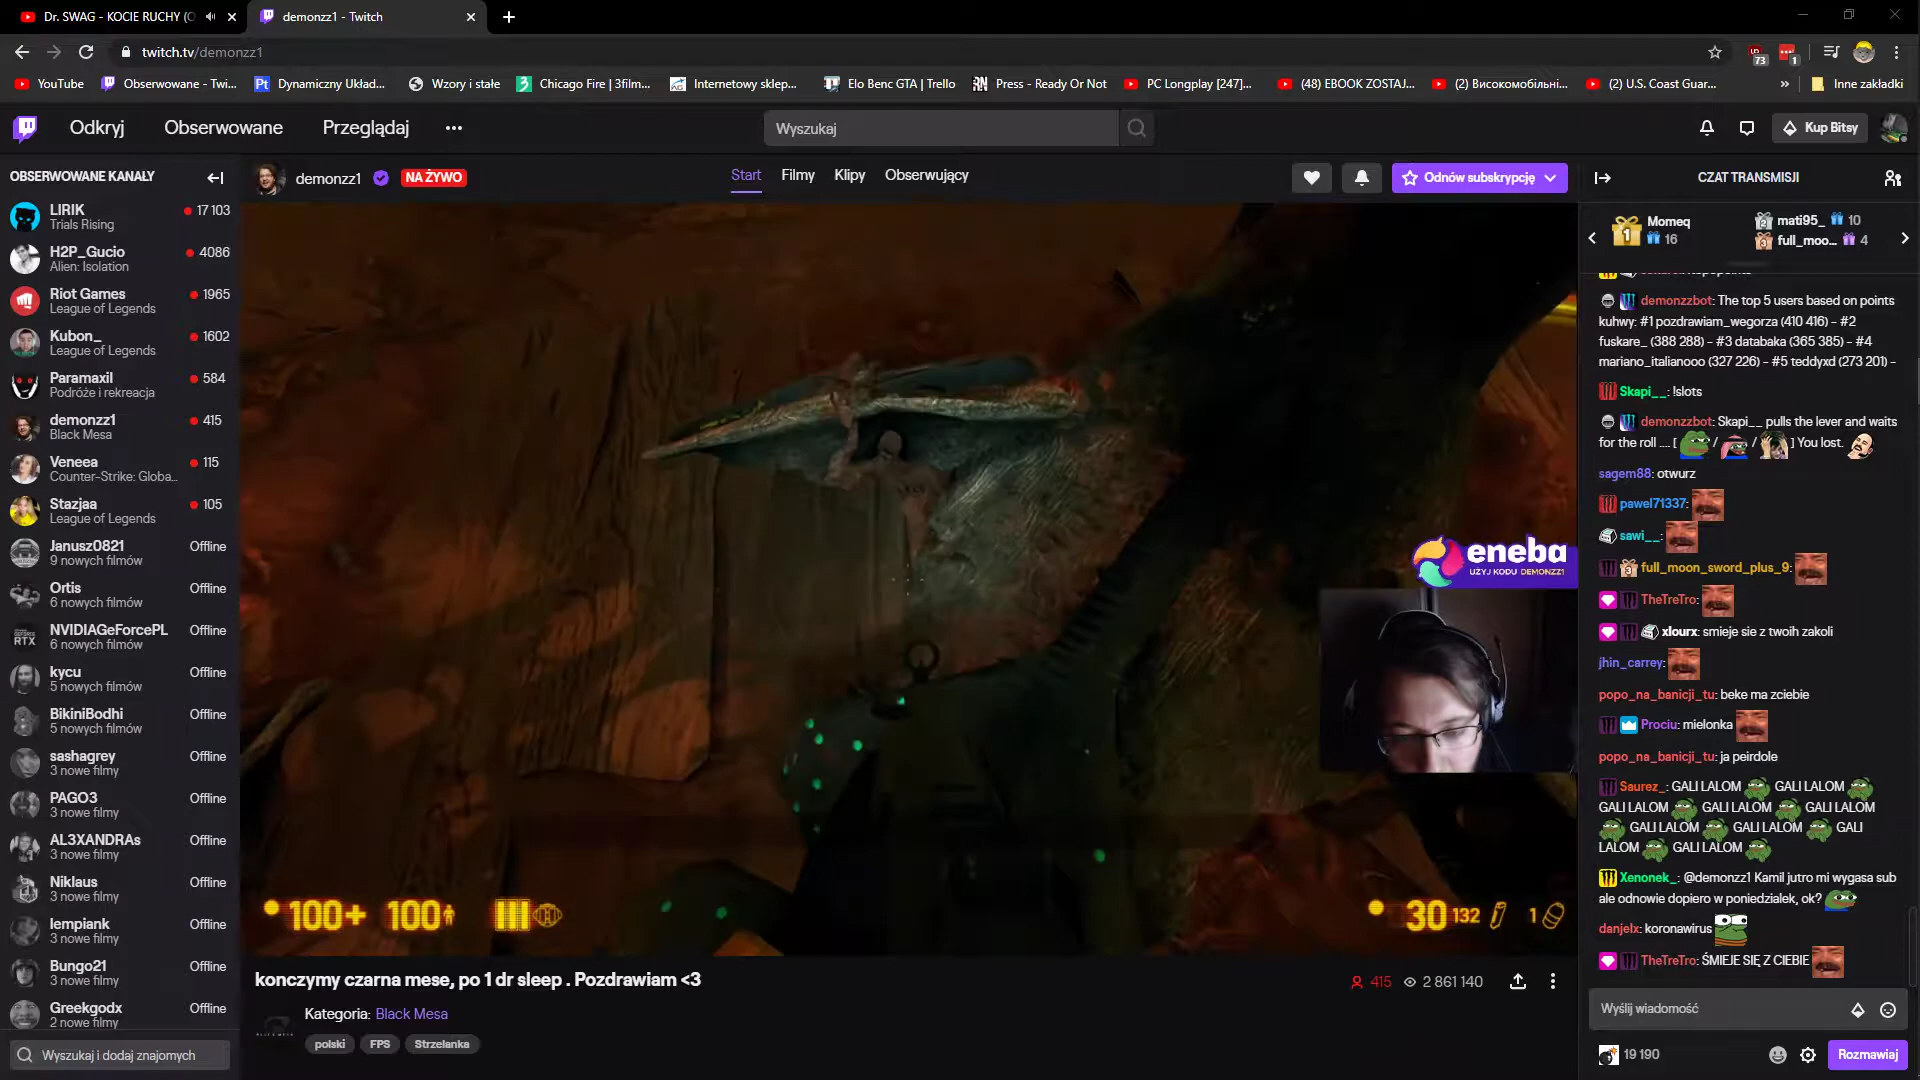 Dr. SWAG - KOCIE RUCHY (O
demonzz1 - Twitch
twitch.tv/demonzz1
73
1
YouTube
Obserwowane - Twi...
Dynamiczny Układ...
Wzory i stałe
Chicago Fire | 3film...
Internetowy sklep...
Elo Benc GTA | Trello
Press - Ready Or Not
PC Longplay [247]...
(48) EBOOK ZOSTAJ...
(2) Високомобільні...
(2) U.S. Coast Guar...
»
Inne zakładki
Odkryj
Obserwowane
Przeglądaj
Wyszukaj
Kup Bitsy
OBSERWOWANE KANAŁY
LIRIK 17 103
Trials Rising
H2P_Gucio 4086
Alien: Isolation
Riot Games 1965
League of Legends
Kubon_ 1602
League of Legends
Paramaxil 584
Podróże i rekreacja
demonzz1 415
Black Mesa
Veneea 115
Counter-Strike: Globa...
Stazjaa 105
League of Legends
Janusz0821 Offline
9 nowych filmów
Ortis Offline
6 nowych filmów
NVIDIAGeForcePL Offline
6 nowych filmów
kycu Offline
5 nowych filmów
BikiniBodhi Offline
5 nowych filmów
sashagrey Offline
3 nowe filmy
PAGO3 Offline
3 nowe filmy
AL3XANDRAs Offline
3 nowe filmy
Niklaus Offline
3 nowe filmy
lempiank Offline
3 nowe filmy
Bungo21 Offline
3 nowe filmy
Greekgodx Offline
2 nowe filmy
Wyszukaj i dodaj znajomych
demonzz1 NA ŻYWO
Start
Filmy
Klipy
Obserwujący
Odnów subskrypcję
eneba
UŻYJ KODU DEMONZZ1
100+ 100
30 132 1
konczymy czarna mese, po 1 dr sleep . Pozdrawiam <3
415 2 861 140
Kategoria: Black Mesa
polski
FPS
Strzelanka
CZAT TRANSMISJI
1 Momeq
16
2 mati95_ 10
3 full_moo... 4
demonzzbot: The top 5 users based on points
kuhwy: #1 pozdrawiam_wegorza (410 416) - #2
fuskare_ (388 288) - #3 databaka (365 385) - #4
mariano_italianooo (327 226) - #5 teddyxd (273 201) -
Skapi__: !slots
demonzzbot: Skapi__ pulls the lever and waits
for the roll .... [ / / ] You lost.
sagem88: otwurz
pawel71337:
sawi__:
full_moon_sword_plus_9:
TheTreTro:
xlourx: smieje sie z twoih zakoli
jhin_carrey:
popo_na_banicji_tu: beke ma zciebie
Prociu: mielonka
popo_na_banicji_tu: ja peirdole
Saurez_: GALI LALOM GALI LALOM
GALI LALOM GALI LALOM GALI LALOM
GALI LALOM GALI LALOM GALI
LALOM GALI LALOM
Xenonek_: @demonzz1 Kamil jutro mi wygasa sub
ale odnowie dopiero w poniedzialek, ok?
danjelx: koronawirus
TheTreTro: ŚMIEJE SIĘ Z CIEBIE
Wyślij wiadomość
19 190
Rozmawiaj